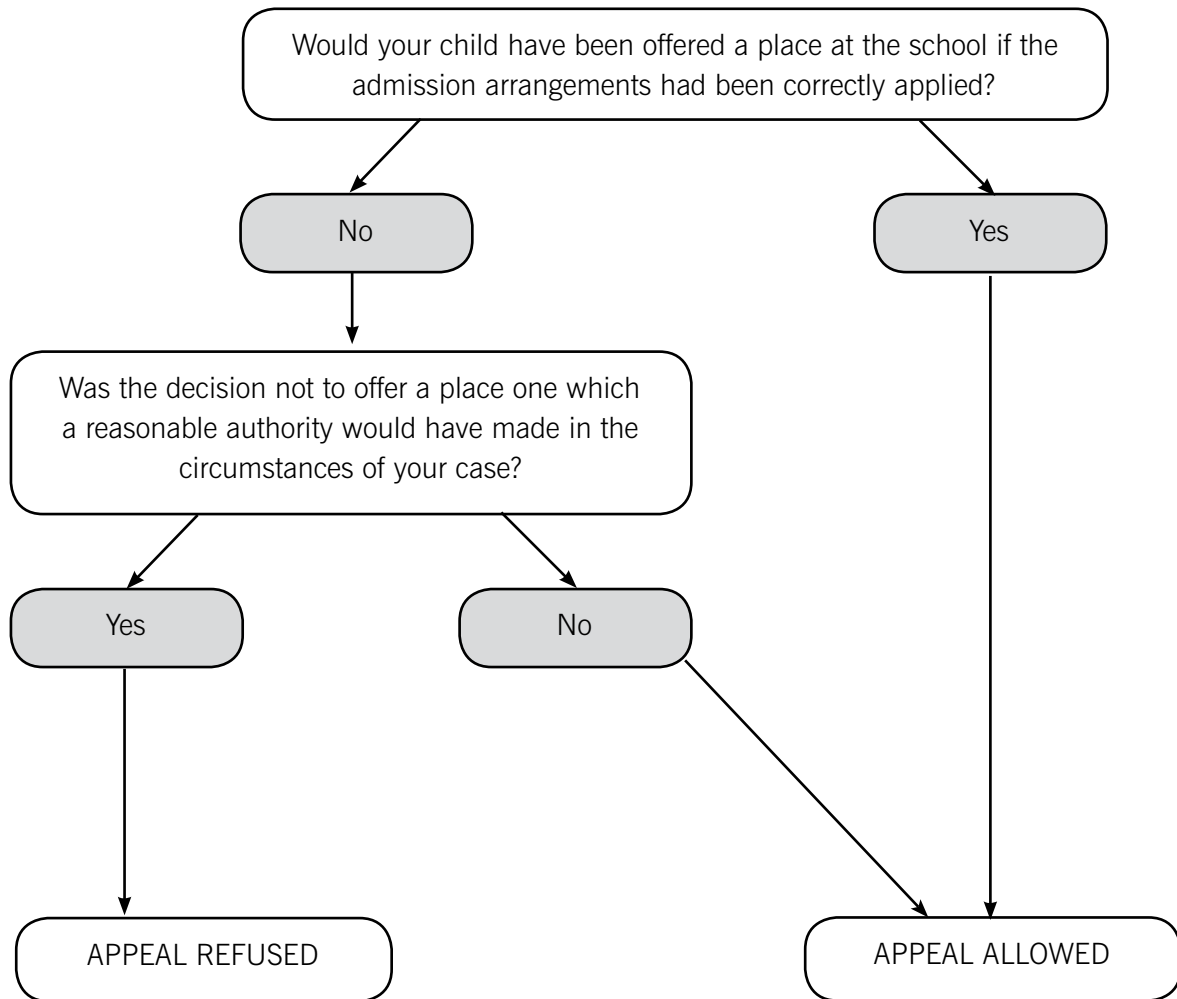 Would your child have been offered a place at the school if the
admission arrangements had been correctly applied?
No
Yes
Was the decision not to offer a place one which
a reasonable authority would have made in the
circumstances of your case?
Yes
No
APPEAL REFUSED
APPEAL ALLOWED